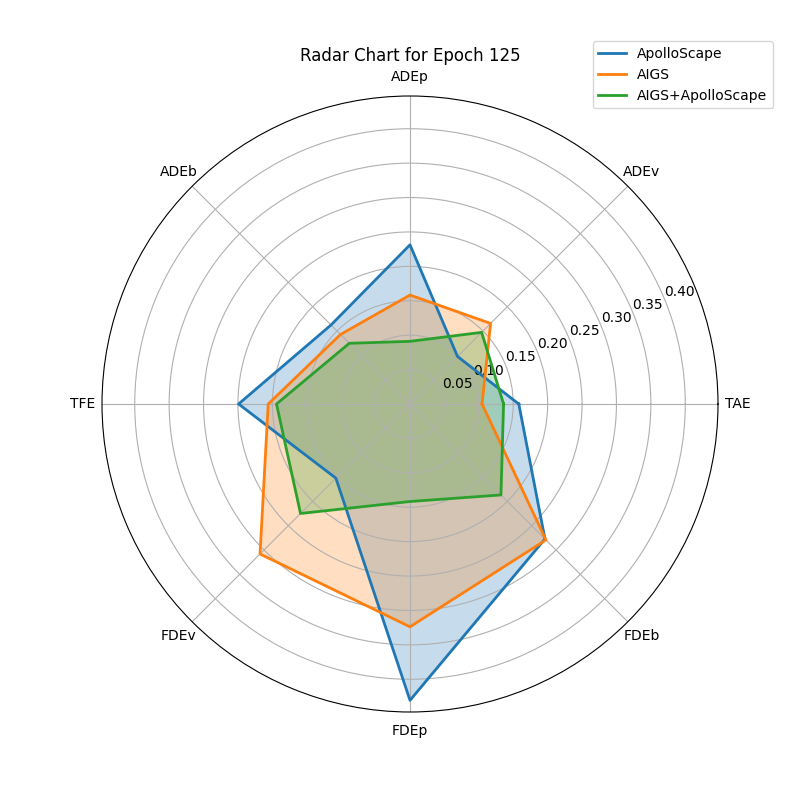 Radar Chart for Epoch 125
ApolloScape
AIGS
AIGS+ApolloScape
ADEp
ADEb
ADEv
0.40
0.35
0.30
0.25
0.20
0.15
0.10
0.05
TFE
TAE
FDEv
FDEb
FDEp